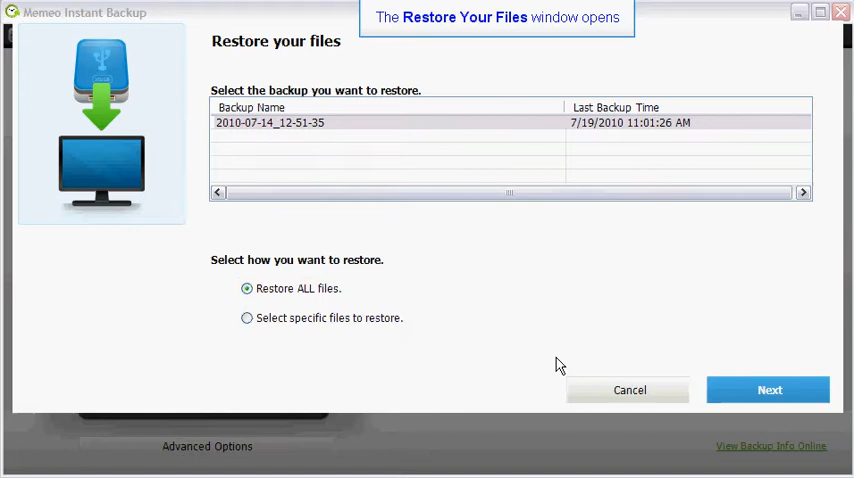 Memeo Instant Backup
The Restore Your Files window opens
Restore your files
Select the backup you want to restore.
Backup Name Last Backup Time
2010-07-14_12-51-35 7/19/2010 11:01:26 AM
Select how you want to restore.
Restore ALL files.
Select specific files to restore.
Cancel Next
Advanced Options View Backup Info Online